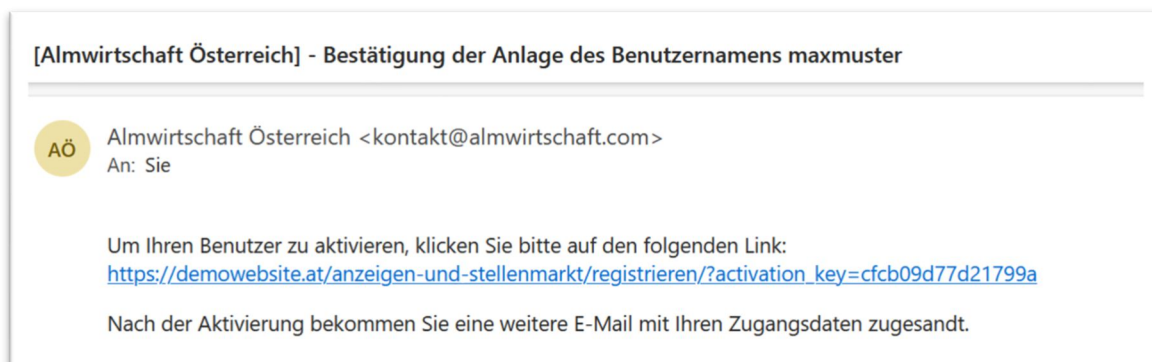 [Almwirtschaft Österreich] - Bestätigung der Anlage des Benutzernamens maxmuster
AÖ
Almwirtschaft Österreich <kontakt@almwirtschaft.com>
An: Sie
Um Ihren Benutzer zu aktivieren, klicken Sie bitte auf den folgenden Link:
https://demowebsite.at/anzeigen-und-stellenmarkt/registrieren/?activation_key=cfcb09d77d21799a
Nach der Aktivierung bekommen Sie eine weitere E-Mail mit Ihren Zugangsdaten zugesandt.